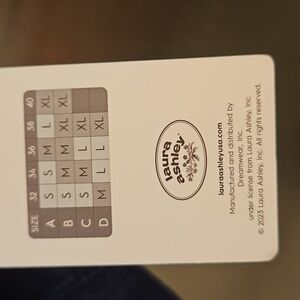 SIZE 32 34 36 38 40
A S S M L XL
B S M M XL XL
C S M L XL
D M L L XL
laura
ashley
lauraashleyusa.com
Manufactured and distributed by
Dreamwear, Inc.
under license from Laura Ashley, Inc.
© 2023 Laura Ashley, Inc. All rights reserved.